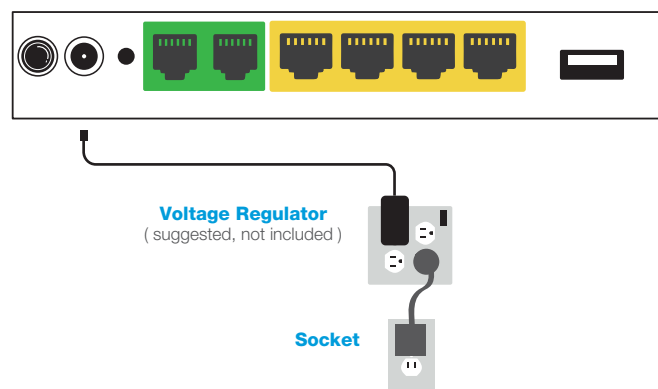 Voltage Regulator
( suggested, not included )
Socket